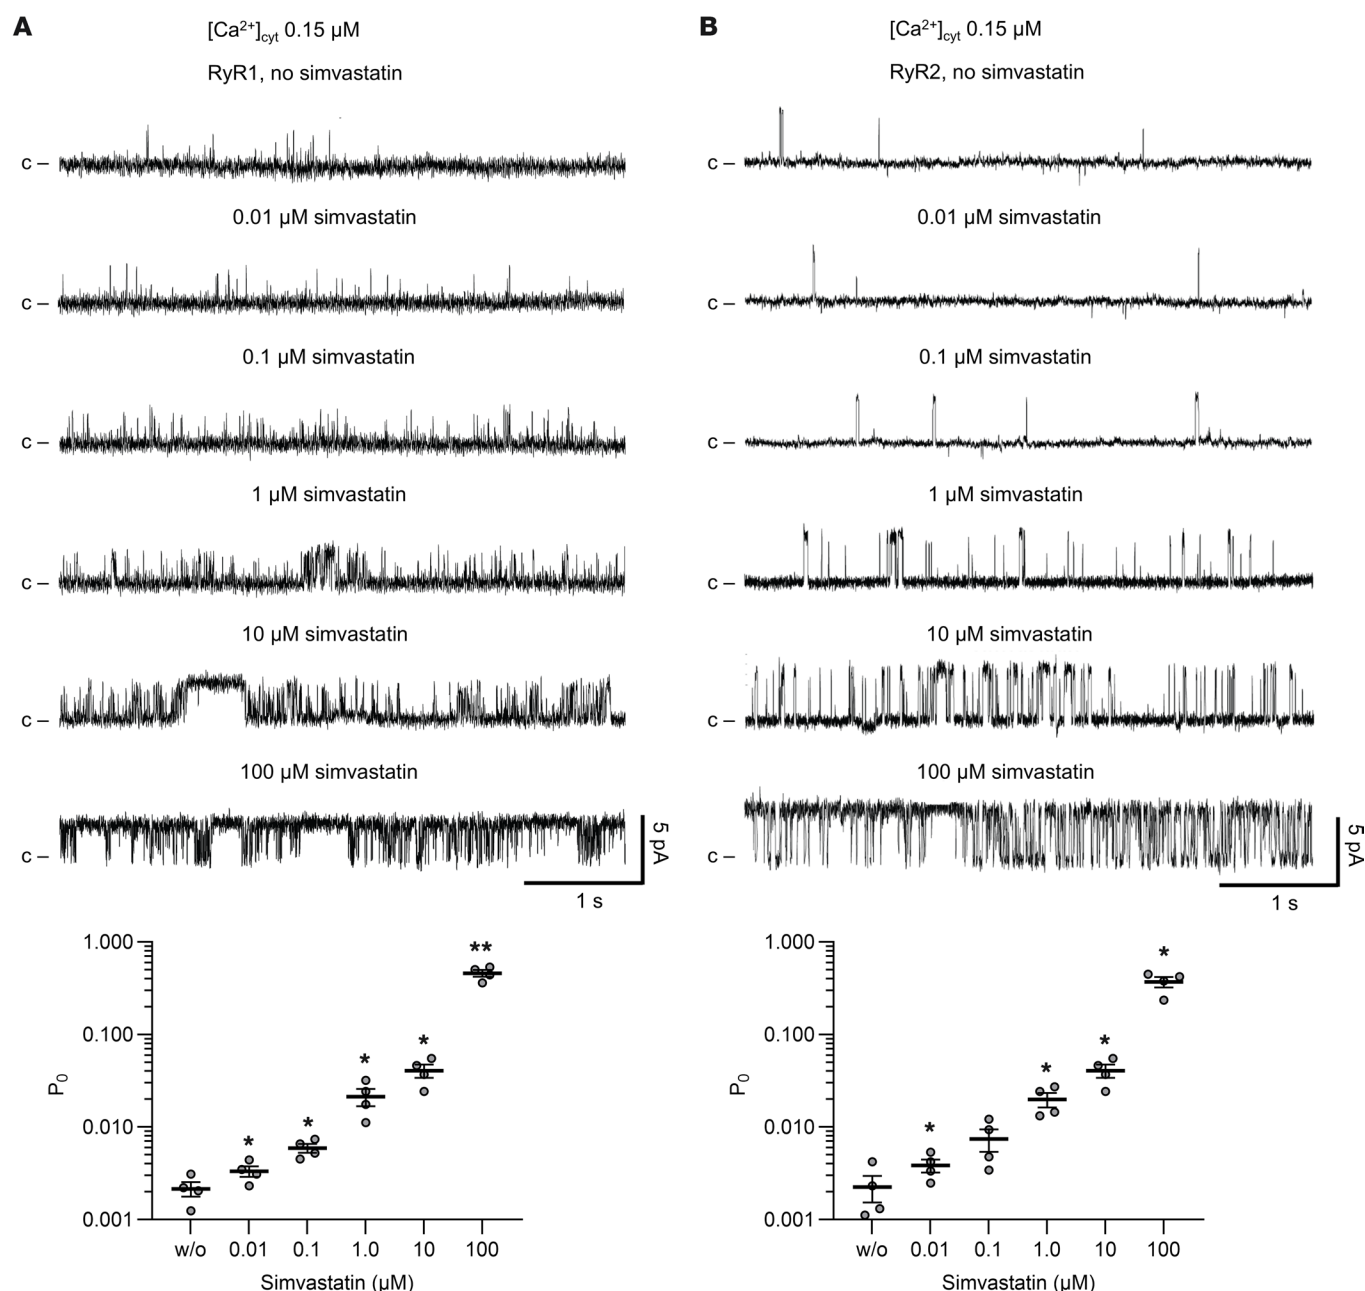 A
[Ca²⁺]cyt 0.15 µM
RyR1, no simvastatin
c –
0.01 µM simvastatin
c –
0.1 µM simvastatin
c –
1 µM simvastatin
c –
10 µM simvastatin
c –
100 µM simvastatin
c –
5 pA
1 s
1.000
0.100
0.010
0.001
P₀
*
*
*
*
**
w/o 0.01 0.1 1.0 10 100
Simvastatin (µM)
B
[Ca²⁺]cyt 0.15 µM
RyR2, no simvastatin
c –
0.01 µM simvastatin
c –
0.1 µM simvastatin
c –
1 µM simvastatin
c –
10 µM simvastatin
c –
100 µM simvastatin
c –
5 pA
1 s
1.000
0.100
0.010
0.001
P₀
*
*
*
*
w/o 0.01 0.1 1.0 10 100
Simvastatin (µM)